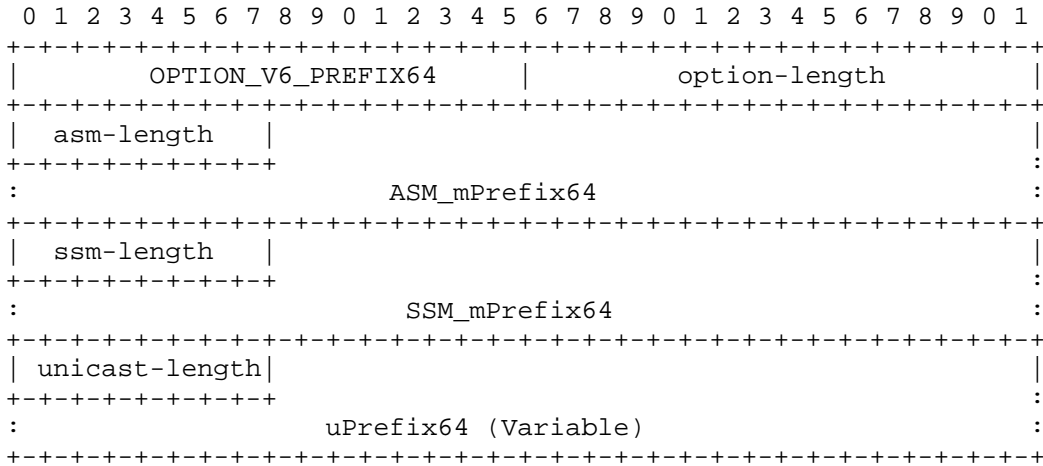 0 1 2 3 4 5 6 7 8 9 0 1 2 3 4 5 6 7 8 9 0 1 2 3 4 5 6 7 8 9 0 1
+-+-+-+-+-+-+-+-+-+-+-+-+-+-+-+-+-+-+-+-+-+-+-+-+-+-+-+-+-+-+-+-+
|        OPTION_V6_PREFIX64     |         option-length         |
+-+-+-+-+-+-+-+-+-+-+-+-+-+-+-+-+-+-+-+-+-+-+-+-+-+-+-+-+-+-+-+-+
|  asm-length   |                                               |
+-+-+-+-+-+-+-+-+                                               :
:                       ASM_mPrefix64                           :
+-+-+-+-+-+-+-+-+-+-+-+-+-+-+-+-+-+-+-+-+-+-+-+-+-+-+-+-+-+-+-+-+
|  ssm-length   |                                               |
+-+-+-+-+-+-+-+-+                                               :
:                        SSM_mPrefix64                          :
+-+-+-+-+-+-+-+-+-+-+-+-+-+-+-+-+-+-+-+-+-+-+-+-+-+-+-+-+-+-+-+-+
| unicast-length|                                               |
+-+-+-+-+-+-+-+-+                                               :
:                   uPrefix64 (Variable)                        :
+-+-+-+-+-+-+-+-+-+-+-+-+-+-+-+-+-+-+-+-+-+-+-+-+-+-+-+-+-+-+-+-+